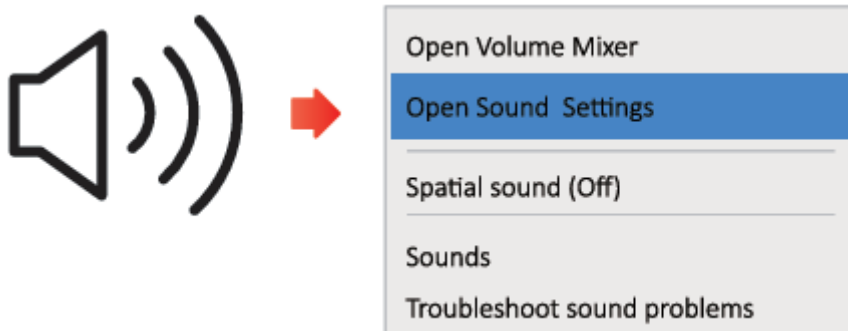 Open Volume Mixer
Open Sound Settings
Spatial sound (Off)
Sounds
Troubleshoot sound problems